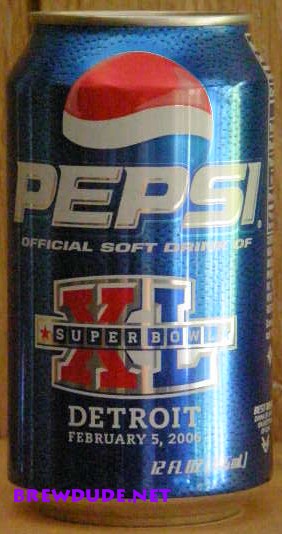 PEPSI
OFFICIAL SOFT DRINK OF
XL
SUPER BOWL
DETROIT
FEBRUARY 5, 2006
12 FL OZ
BREWDUDE.NET